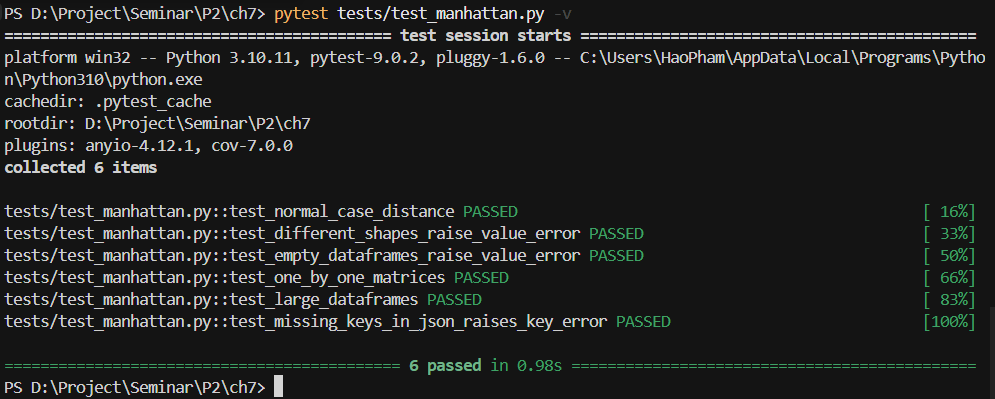 PS D:\Project\Seminar\P2\ch7> pytest tests/test_manhattan.py -v
========================================== test session starts ===========================================
platform win32 -- Python 3.10.11, pytest-9.0.2, pluggy-1.6.0 -- C:\Users\HaoPham\AppData\Local\Programs\Pytho
n\Python310\python.exe
cachedir: .pytest_cache
rootdir: D:\Project\Seminar\P2\ch7
plugins: anyio-4.12.1, cov-7.0.0
collected 6 items
tests/test_manhattan.py::test_normal_case_distance PASSED [ 16%]
tests/test_manhattan.py::test_different_shapes_raise_value_error PASSED [ 33%]
tests/test_manhattan.py::test_empty_dataframes_raise_value_error PASSED [ 50%]
tests/test_manhattan.py::test_one_by_one_matrices PASSED [ 66%]
tests/test_manhattan.py::test_large_dataframes PASSED [ 83%]
tests/test_manhattan.py::test_missing_keys_in_json_raises_key_error PASSED [100%]
=========================================== 6 passed in 0.98s ============================================
PS D:\Project\Seminar\P2\ch7>